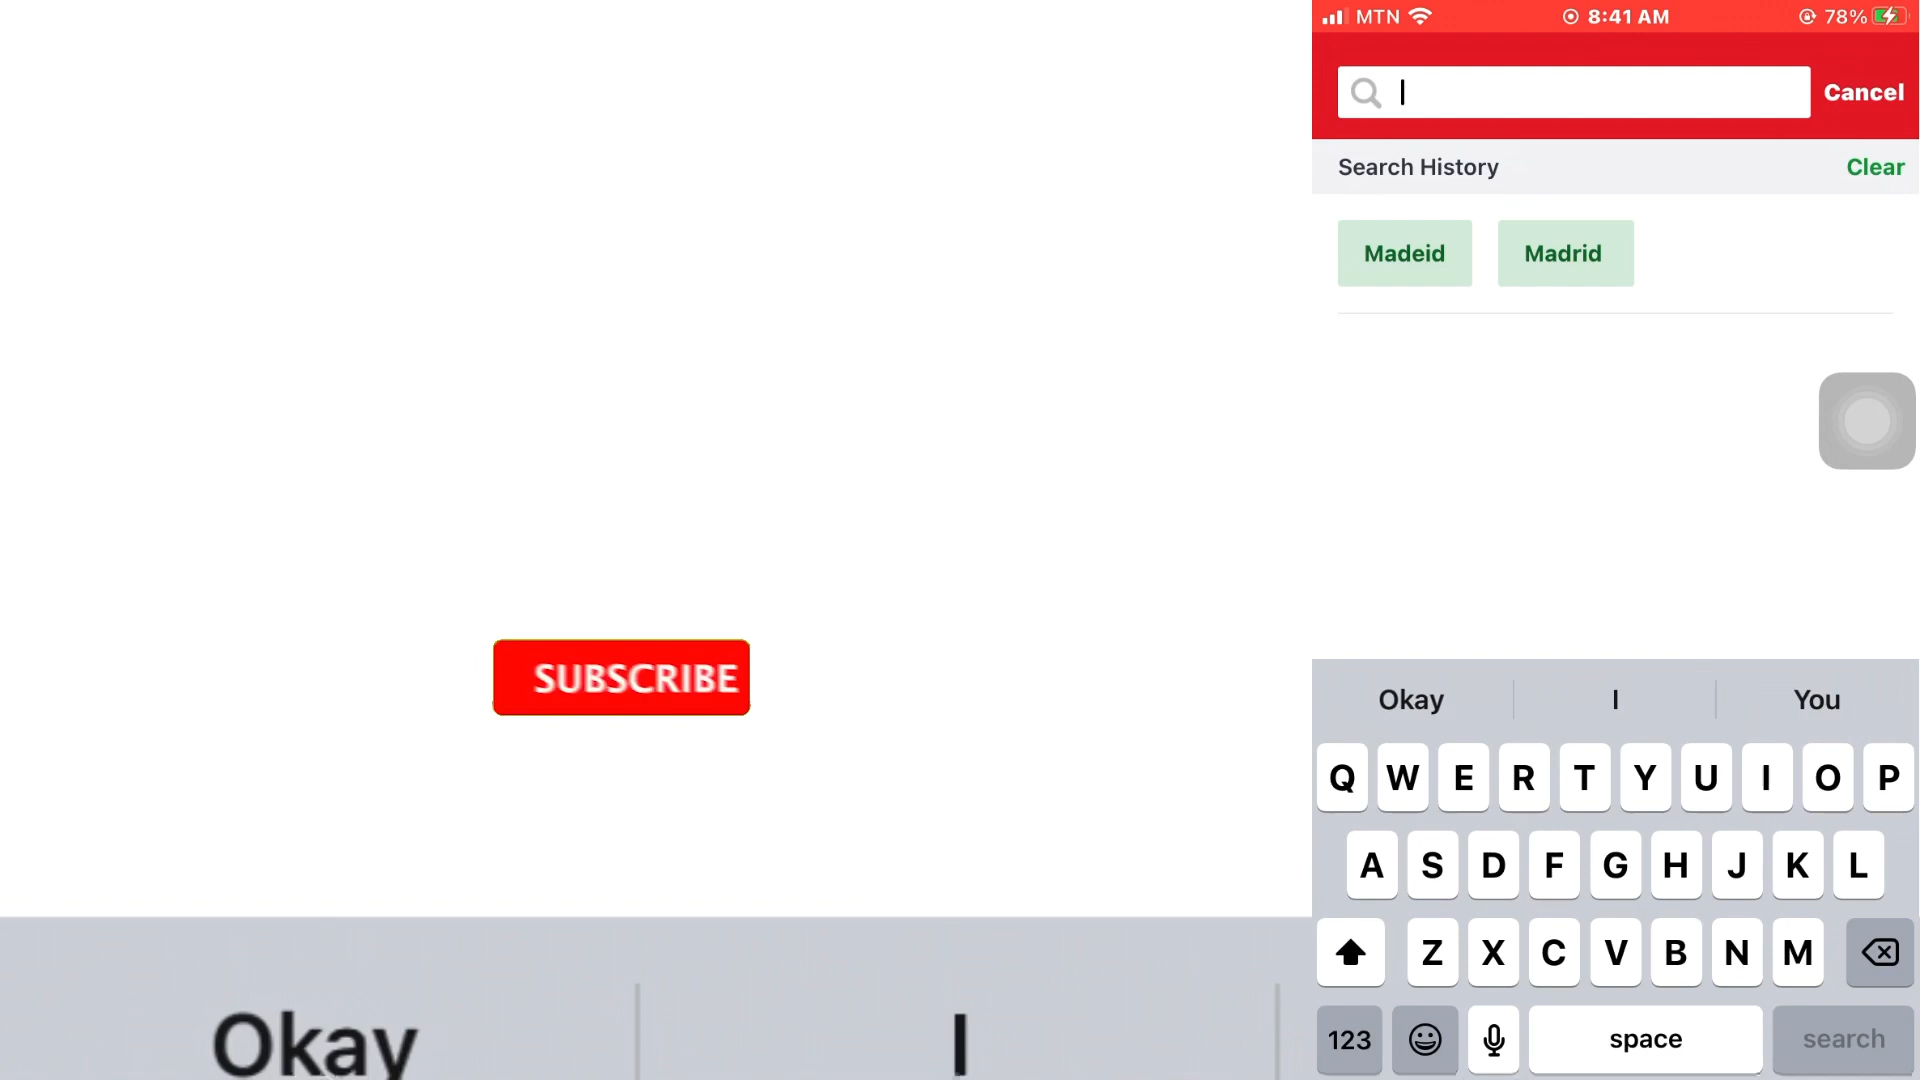 MTN 8:41 AM 78%
Cancel
Search History Clear
Madeid Madrid
SUBSCRIBE
Okay I You
Q W E R T Y U I O P
A S D F G H J K L
Z X C V B N M
123 space search
Okay I